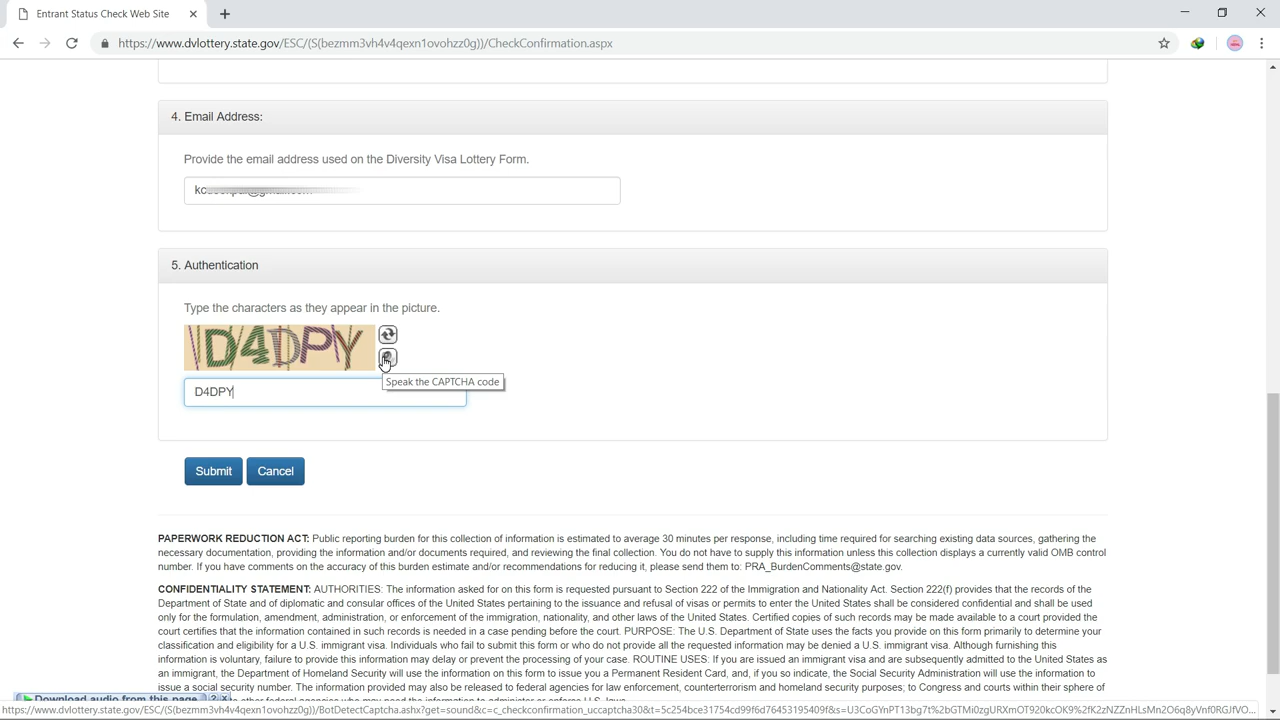 Entrant Status Check Web Site
https://www.dvlottery.state.gov/ESC/(S(bezmm3vh4v4qexn1ovohzz0g))/CheckConfirmation.aspx
4. Email Address:
Provide the email address used on the Diversity Visa Lottery Form.
5. Authentication
Type the characters as they appear in the picture.
D4DPY
Speak the CAPTCHA code
D4DPY
Submit Cancel
PAPERWORK REDUCTION ACT: Public reporting burden for this collection of information is estimated to average 30 minutes per response, including time required for searching existing data sources, gathering the
necessary documentation, providing the information and/or documents required, and reviewing the final collection. You do not have to supply this information unless this collection displays a currently valid OMB control
number. If you have comments on the accuracy of this burden estimate and/or recommendations for reducing it, please send them to: PRA_BurdenComments@state.gov.
CONFIDENTIALITY STATEMENT: AUTHORITIES: The information asked for on this form is requested pursuant to Section 222 of the Immigration and Nationality Act. Section 222(f) provides that the records of the
Department of State and of diplomatic and consular offices of the United States pertaining to the issuance and refusal of visas or permits to enter the United States shall be considered confidential and shall be used
only for the formulation, amendment, administration, or enforcement of the immigration, nationality, and other laws of the United States. Certified copies of such records may be made available to a court provided the
court certifies that the information contained in such records is needed in a case pending before the court. PURPOSE: The U.S. Department of State uses the facts you provide on this form primarily to determine your
classification and eligibility for a U.S. immigrant visa. Individuals who fail to submit this form or who do not provide all the requested information may be denied a U.S. immigrant visa. Although furnishing this
information is voluntary, failure to provide this information may delay or prevent the processing of your case. ROUTINE USES: If you are issued an immigrant visa and are subsequently admitted to the United States as
an immigrant, the Department of Homeland Security will use the information on this form to issue you a Permanent Resident Card, and, if you so indicate, the Social Security Administration will use the information to
issue a social security number. The information provided may also be released to federal agencies for law enforcement, counterterrorism and homeland security purposes; to Congress and courts within their sphere of
Download audio from this page ? x